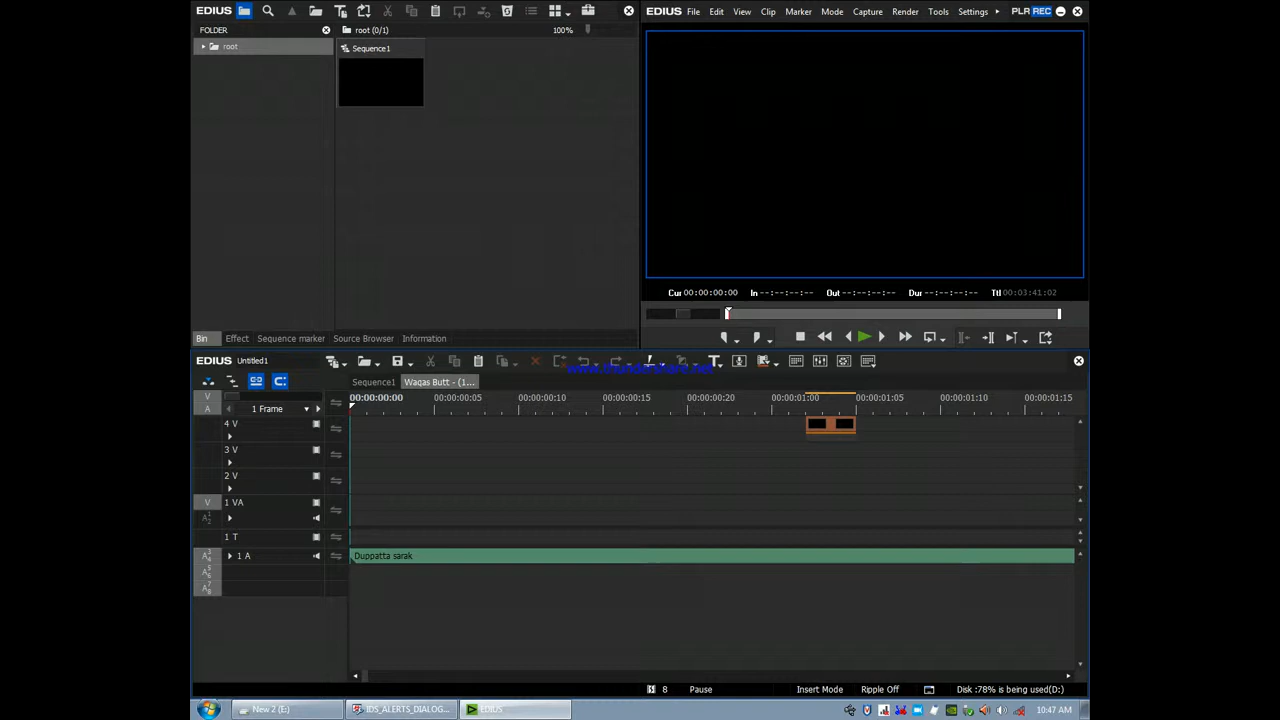 EDIUS
FOLDER
root
root (0/1)
100%
Sequence1
Bin
Effect
Sequence marker
Source Browser
Information
EDIUS File Edit View Clip Marker Mode Capture Render Tools Settings PLR REC
Cur 00:00:00:00 In --:--:--:-- Out --:--:--:-- Dur --:--:--:-- Ttl 00:03:41:02
EDIUS Untitled1
www.thundershare.net
Sequence1 Waqas Butt - (1...
V
A
1 Frame
00:00:00:00 00:00:00:05 00:00:00:10 00:00:00:15 00:00:00:20 00:00:01:00 00:00:01:05 00:00:01:10 00:00:01:15
4 V
3 V
2 V
V 1 VA
1 T
1 A
Duppatta sarak
8 Pause Insert Mode Ripple Off Disk :78% is being used(D:)
New 2 (E:) IDS_ALERTS_DIALOG... EDIUS 10:47 AM